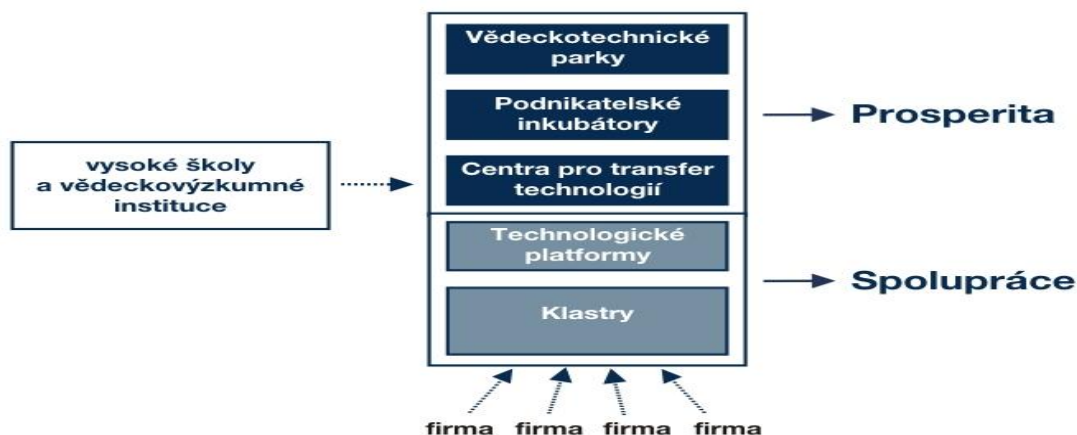 vysoké školy
a vědeckovýzkumné
instituce
Vědeckotechnické
parky
Podnikatelské
inkubátory
Centra pro transfer
technologií
Technologické
platformy
Klastry
Prosperita
Spolupráce
firma firma firma firma